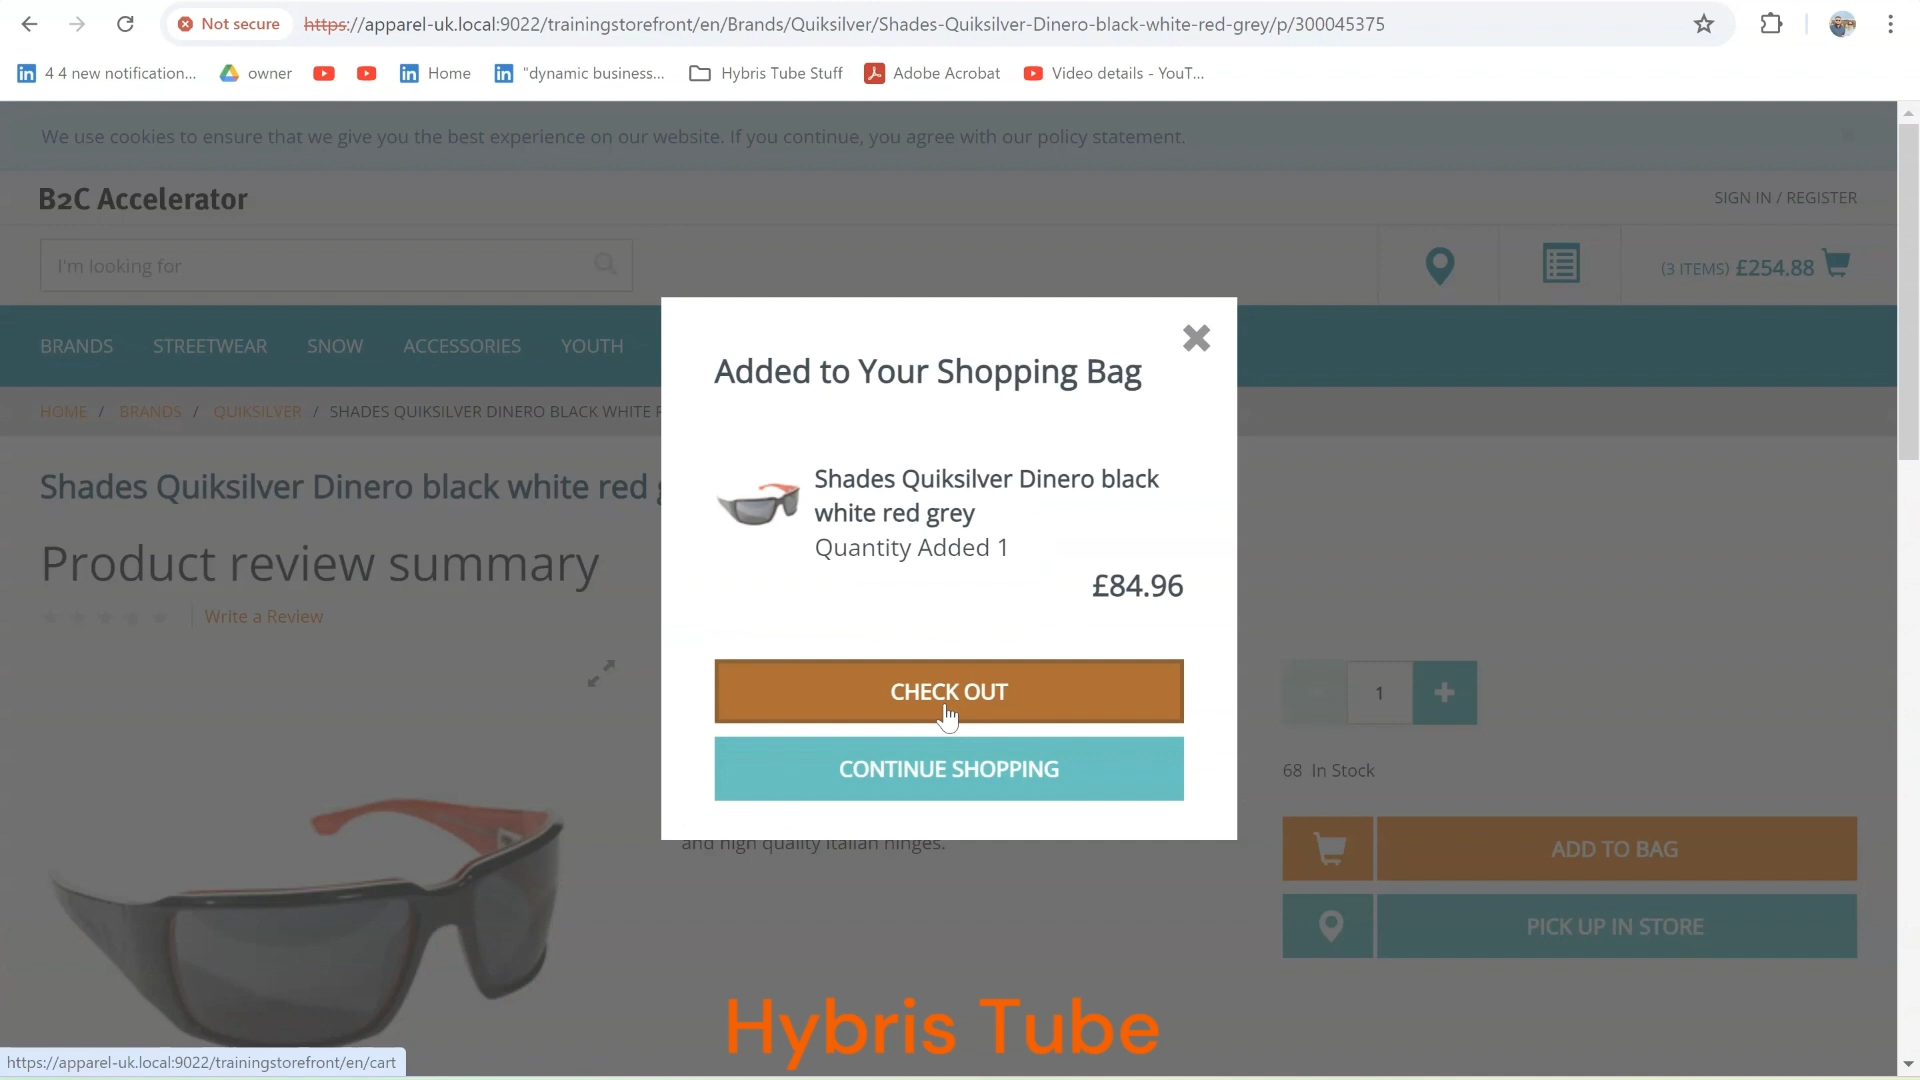 Not secure
https://apparel-uk.local:9022/trainingstorefront/en/Brands/Quiksilver/Shades-Quiksilver-Dinero-black-white-red-grey/p/300045375
4 4 new notification...
owner
Home
"dynamic business...
Hybris Tube Stuff
Adobe Acrobat
Video details - YouT...
We use cookies to ensure that we give you the best experience on our website. If you continue, you agree with our policy statement.
B2C Accelerator
SIGN IN / REGISTER
I'm looking for
(3 ITEMS) £254.88
BRANDS
STREETWEAR
SNOW
ACCESSORIES
YOUTH
HOME / BRANDS / QUIKSILVER / SHADES QUIKSILVER DINERO BLACK WHITE
Shades Quiksilver Dinero black white red
Product review summary
Write a Review
Added to Your Shopping Bag
Shades Quiksilver Dinero black
white red grey
Quantity Added 1
£84.96
CHECK OUT
CONTINUE SHOPPING
and high quality Italian hinges.
1
68 In Stock
ADD TO BAG
PICK UP IN STORE
Hybris Tube
https://apparel-uk.local:9022/trainingstorefront/en/cart